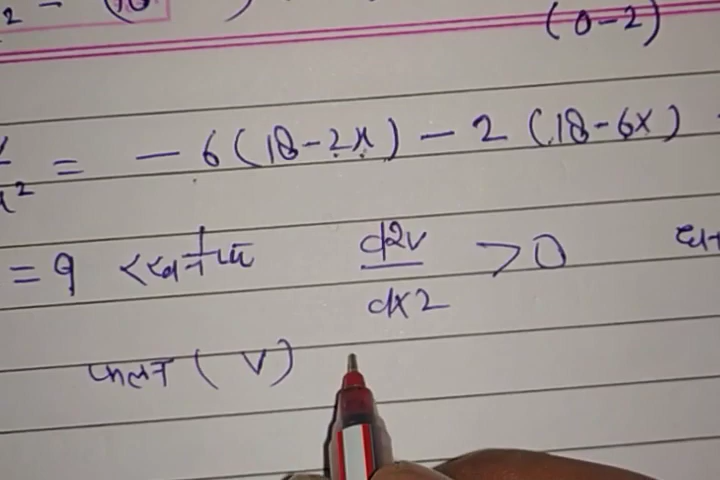 (0-2)
= - 6(18-2x) - 2(18-6x)
= 9 रखने पर d2v/dx2 > 0
फलन (V)